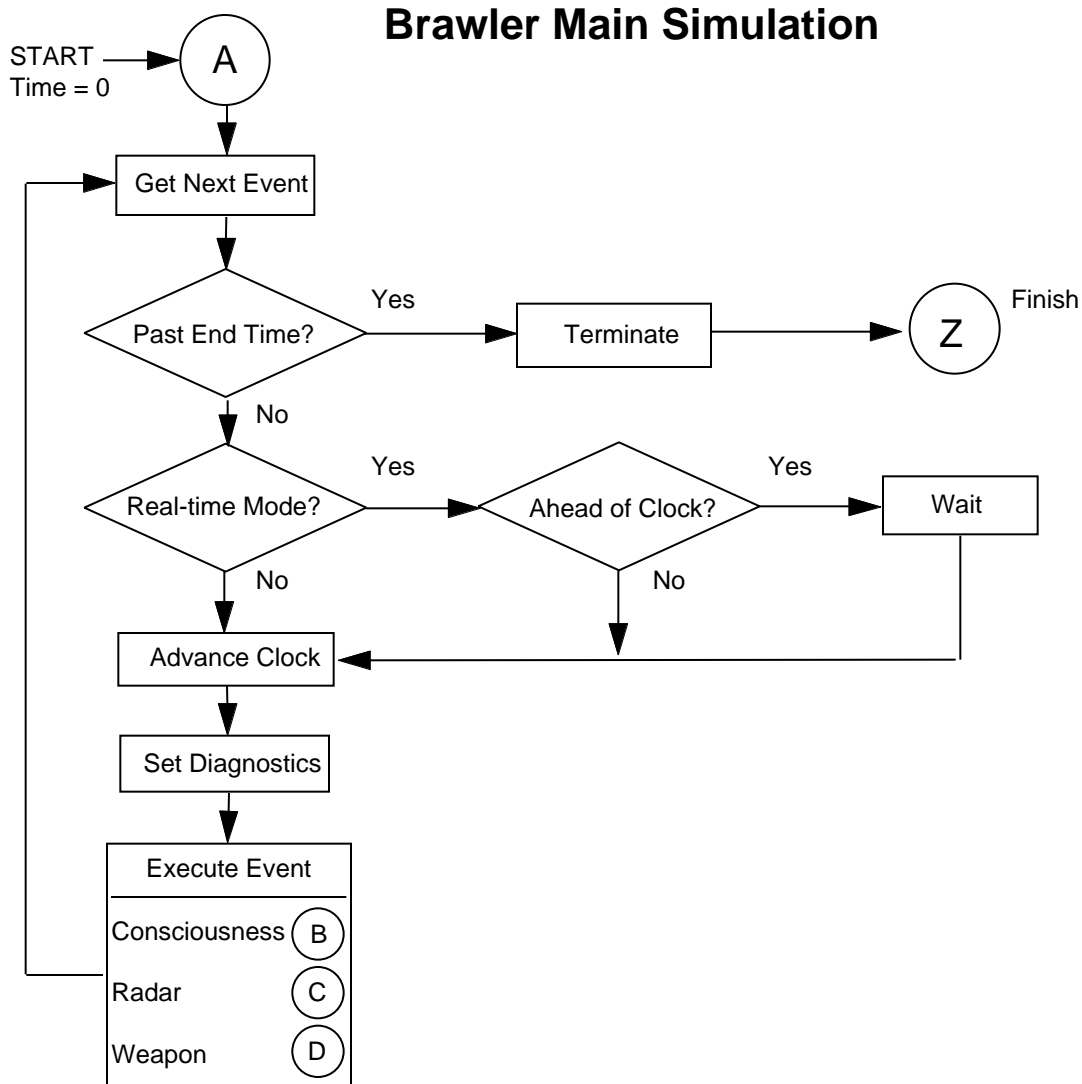 Brawler Main Simulation
START
Time = 0
A
Get Next Event
Past End Time?
Yes
Terminate
Z
Finish
No
Real-time Mode?
Yes
Ahead of Clock?
Yes
Wait
No
No
Advance Clock
Set Diagnostics
Execute Event
Consciousness B
Radar C
Weapon D